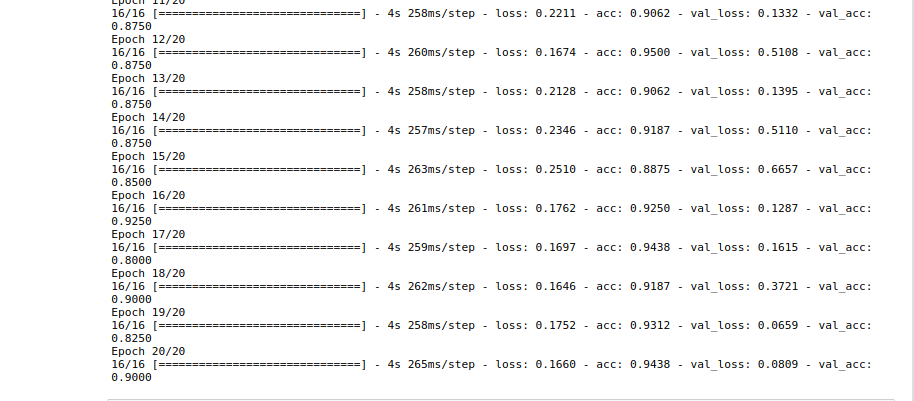 Epoch 11/20
16/16 [==============================] - 4s 258ms/step - loss: 0.2211 - acc: 0.9062 - val_loss: 0.1332 - val_acc:
0.8750
Epoch 12/20
16/16 [==============================] - 4s 260ms/step - loss: 0.1674 - acc: 0.9500 - val_loss: 0.5108 - val_acc:
0.8750
Epoch 13/20
16/16 [==============================] - 4s 258ms/step - loss: 0.2128 - acc: 0.9062 - val_loss: 0.1395 - val_acc:
0.8750
Epoch 14/20
16/16 [==============================] - 4s 257ms/step - loss: 0.2346 - acc: 0.9187 - val_loss: 0.5110 - val_acc:
0.8750
Epoch 15/20
16/16 [==============================] - 4s 263ms/step - loss: 0.2510 - acc: 0.8875 - val_loss: 0.6657 - val_acc:
0.8500
Epoch 16/20
16/16 [==============================] - 4s 261ms/step - loss: 0.1762 - acc: 0.9250 - val_loss: 0.1287 - val_acc:
0.9250
Epoch 17/20
16/16 [==============================] - 4s 259ms/step - loss: 0.1697 - acc: 0.9438 - val_loss: 0.1615 - val_acc:
0.8000
Epoch 18/20
16/16 [==============================] - 4s 262ms/step - loss: 0.1646 - acc: 0.9187 - val_loss: 0.3721 - val_acc:
0.9000
Epoch 19/20
16/16 [==============================] - 4s 258ms/step - loss: 0.1752 - acc: 0.9312 - val_loss: 0.0659 - val_acc:
0.8250
Epoch 20/20
16/16 [==============================] - 4s 265ms/step - loss: 0.1660 - acc: 0.9438 - val_loss: 0.0809 - val_acc:
0.9000